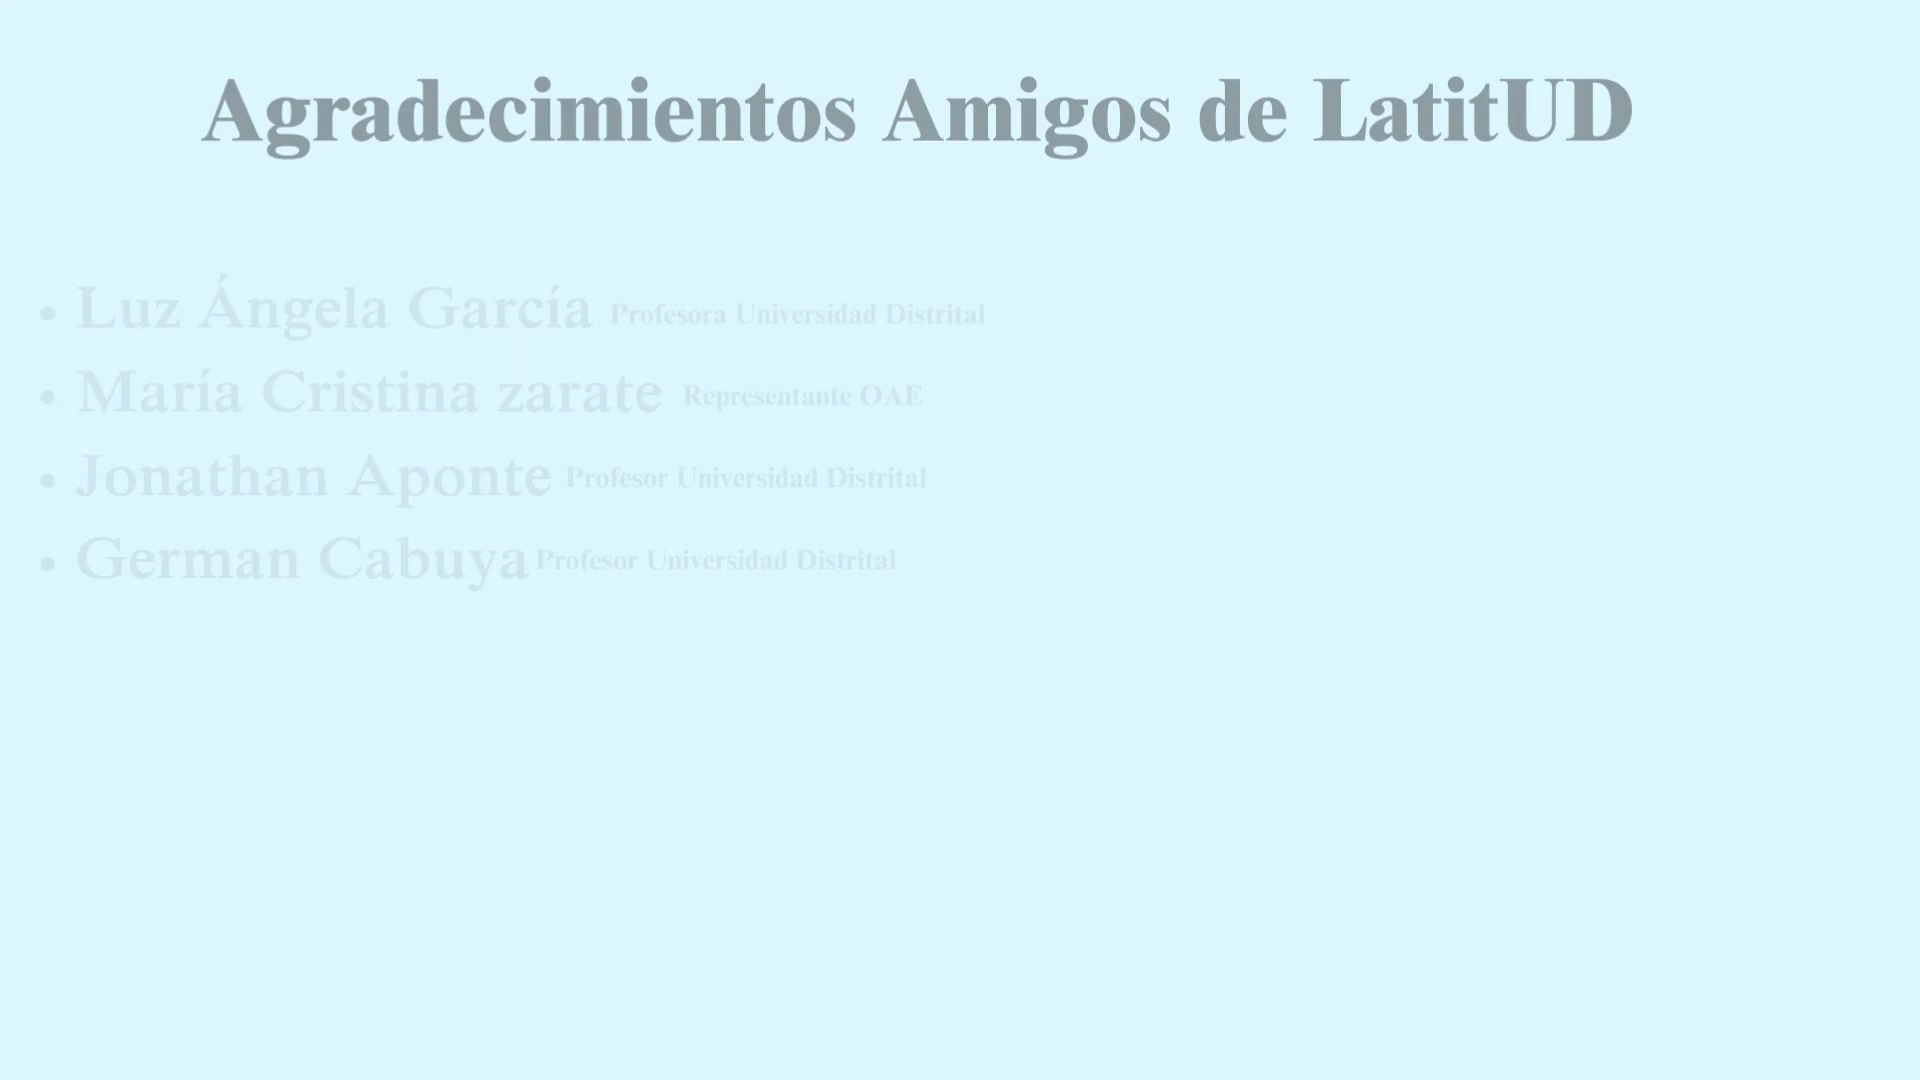 Agradecimientos Amigos de LatitUD
• Luz Ángela García Profesora Universidad Distrital
• María Cristina zarate Representante OAE
• Jonathan Aponte Profesor Universidad Distrital
• German Cabuya Profesor Universidad Distrital